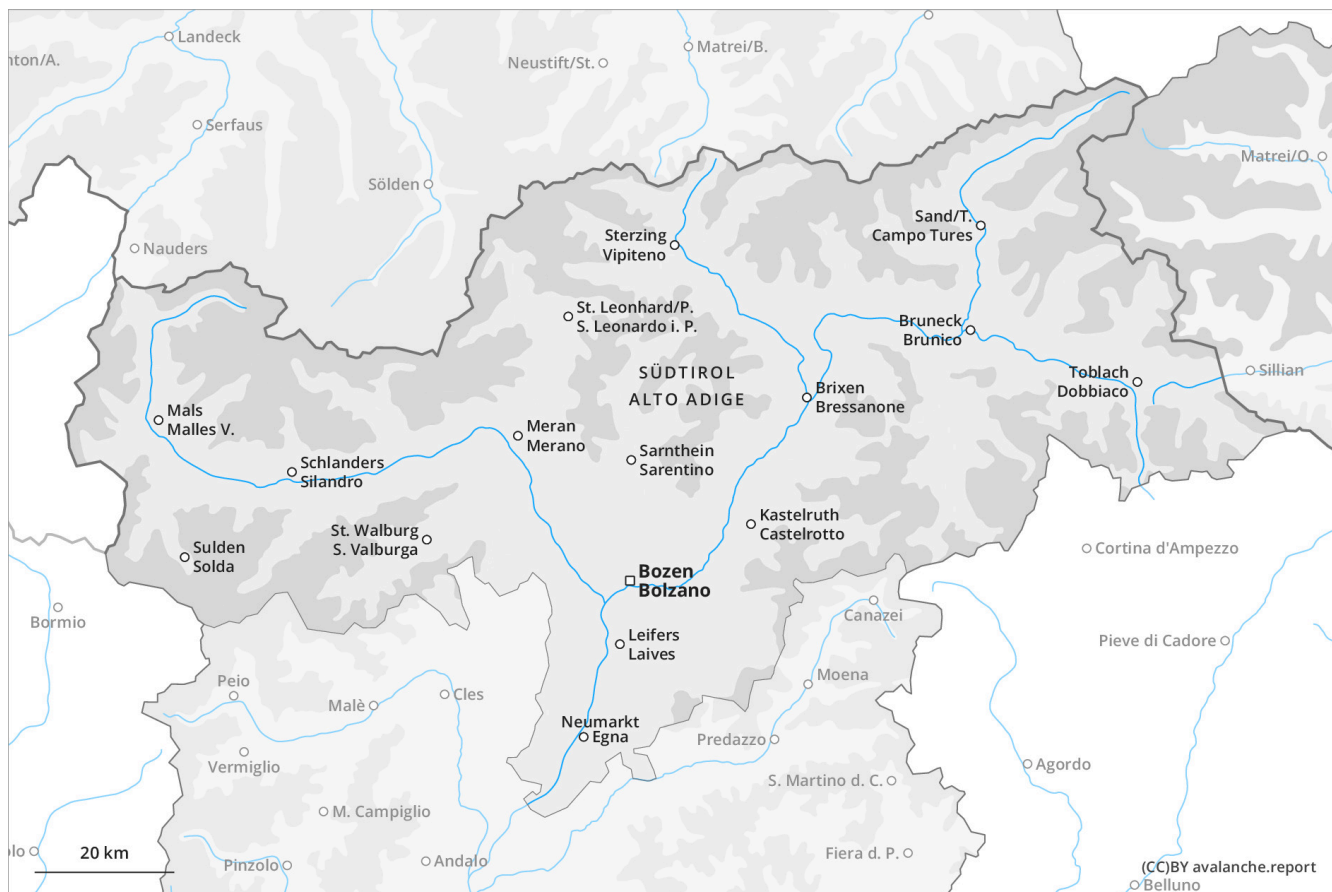 Landeck
nton/A.
Matrei/B.
Neustift/St.
Serfaus
Matrei/O.
Sölden
Nauders
Sand/T.
Campo Tures
Sterzing
Vipiteno
St. Leonhard/P.
S. Leonardo i. P.
Bruneck
Brunico
SÜDTIROL
ALTO ADIGE
Toblach
Dobbiaco
Sillian
Brixen
Bressanone
Mals
Malles V.
Meran
Merano
Sarnthein
Sarentino
Schlanders
Silandro
Kastelruth
Castelrotto
St. Walburg
S. Valburga
Sulden
Solda
Cortina d'Ampezzo
Bozen
Bolzano
Bormio
Canazei
Leifers
Laives
Pieve di Cadore
Peio
Moena
Cles
Malè
Neumarkt
Egna
Predazzo
Vermiglio
Agordo
S. Martino d. C.
M. Campiglio
20 km
olo
Pinzolo
Andalo
Fiera d. P.
(CC)BY avalanche.report
Belluno